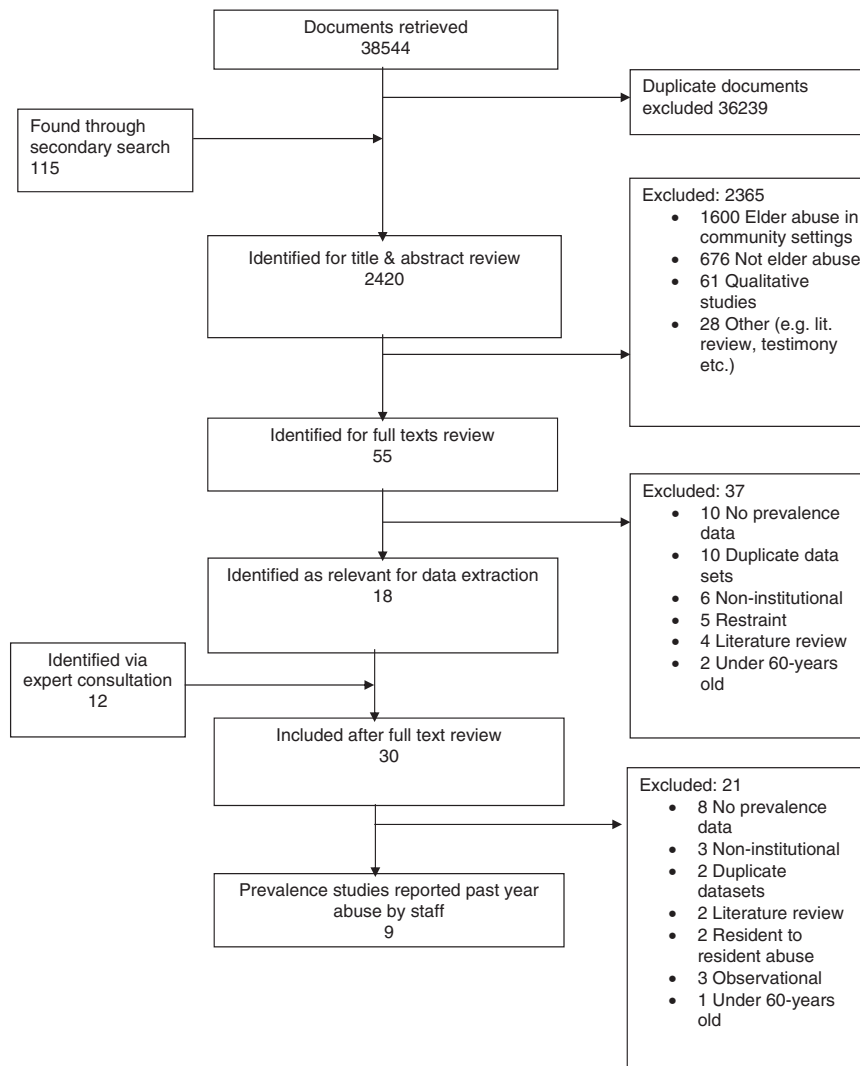 Documents retrieved
38544
Duplicate documents
excluded 36239
Found through
secondary search
115
Excluded: 2365
• 1600 Elder abuse in
community settings
• 676 Not elder abuse
• 61 Qualitative
studies
• 28 Other (e.g. lit.
review, testimony
etc.)
Identified for title & abstract review
2420
Identified for full texts review
55
Excluded: 37
• 10 No prevalence
data
• 10 Duplicate data
sets
• 6 Non-institutional
• 5 Restraint
• 4 Literature review
• 2 Under 60-years
old
Identified as relevant for data extraction
18
Identified via
expert consultation
12
Included after full text review
30
Excluded: 21
• 8 No prevalence
data
• 3 Non-institutional
• 2 Duplicate
datasets
• 2 Literature review
• 2 Resident to
resident abuse
• 3 Observational
• 1 Under 60-years
old
Prevalence studies reported past year
abuse by staff
9